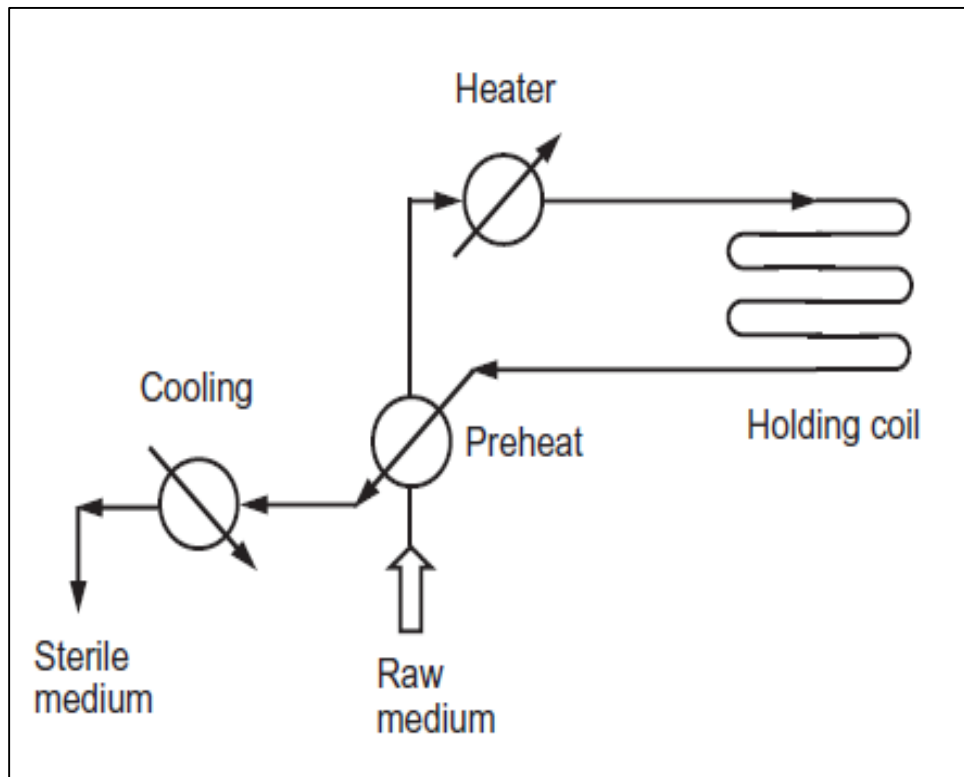 Heater
Cooling
Preheat
Holding coil
Sterile
medium
Raw
medium